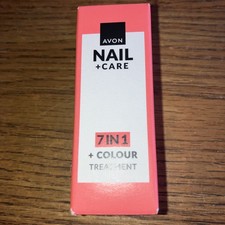 AVON
NAIL
+CARE
7 IN 1
+ COLOUR
TREATMENT